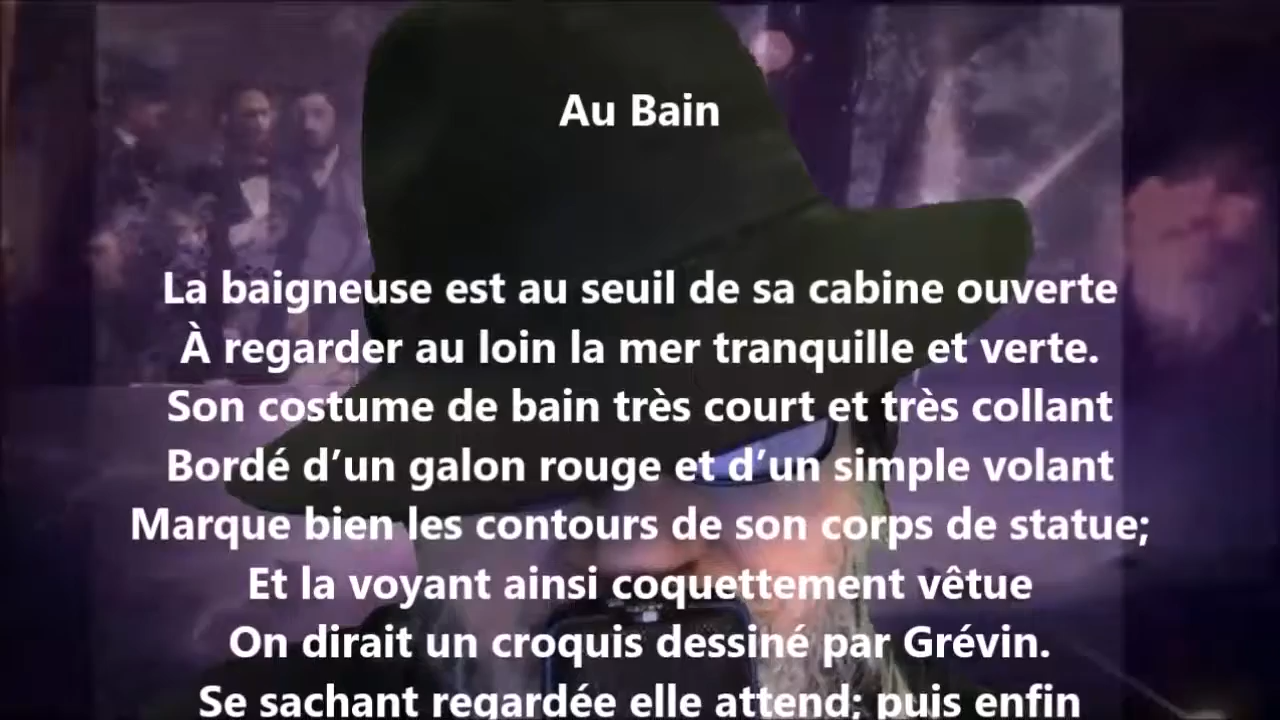 Au Bain
La baigneuse est au seuil de sa cabine ouverte
À regarder au loin la mer tranquille et verte.
Son costume de bain très court et très collant
Bordé d’un galon rouge et d’un simple volant
Marque bien les contours de son corps de statue;
Et la voyant ainsi coquettement vêtue
On dirait un croquis dessiné par Grévin.
Se sachant regardée elle attend; puis enfin